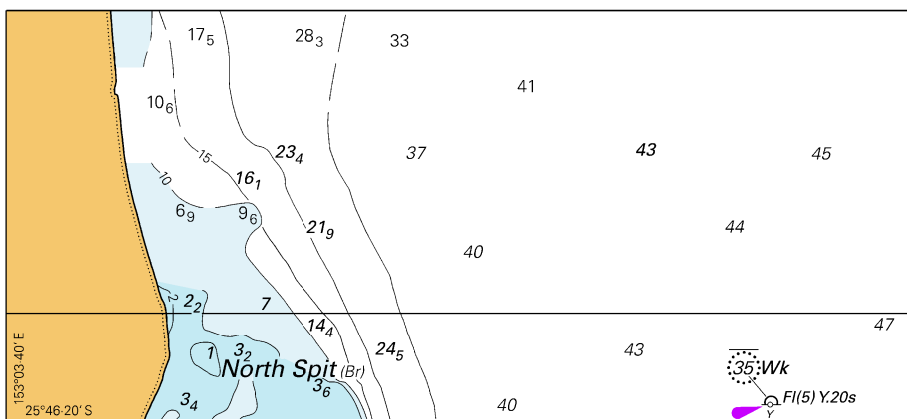 17₅ 28₃ 33
41
10₆
15 23₄ 37 43 45
10 16₁
6₉ 9₆ 21₉ 44
40
2 2₂ 7
14₄ 47
1 3₂ 24₅ 43
North Spit (Br) 35 Wk
3₆
3₄ 40 Fl(5) Y.20s
Y
153°03·40' E
25°46·20' S